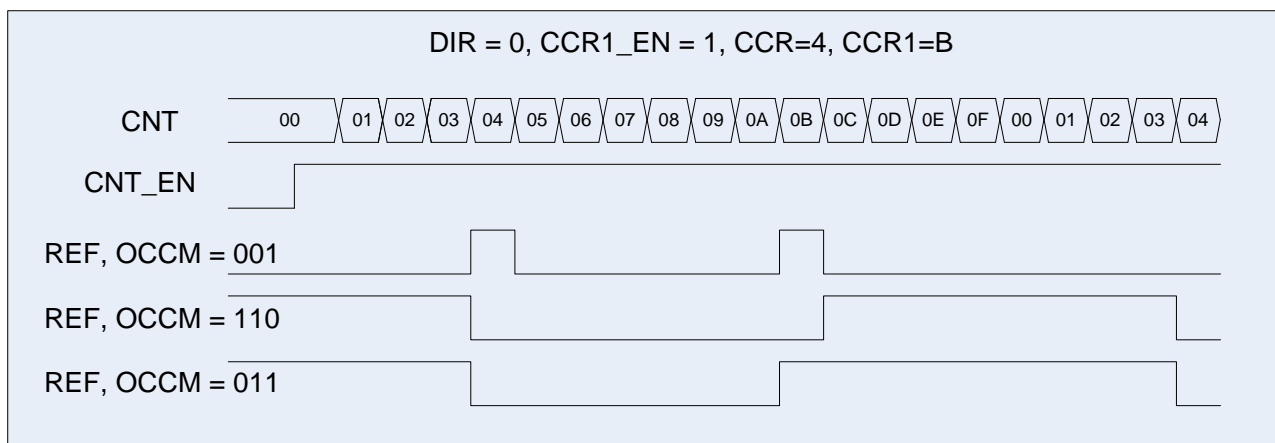 DIR = 0, CCR1_EN = 1, CCR=4, CCR1=B
CNT 00 01 02 03 04 05 06 07 08 09 0A 0B 0C 0D 0E 0F 00 01 02 03 04
CNT_EN
REF, OCCM = 001
REF, OCCM = 110
REF, OCCM = 011